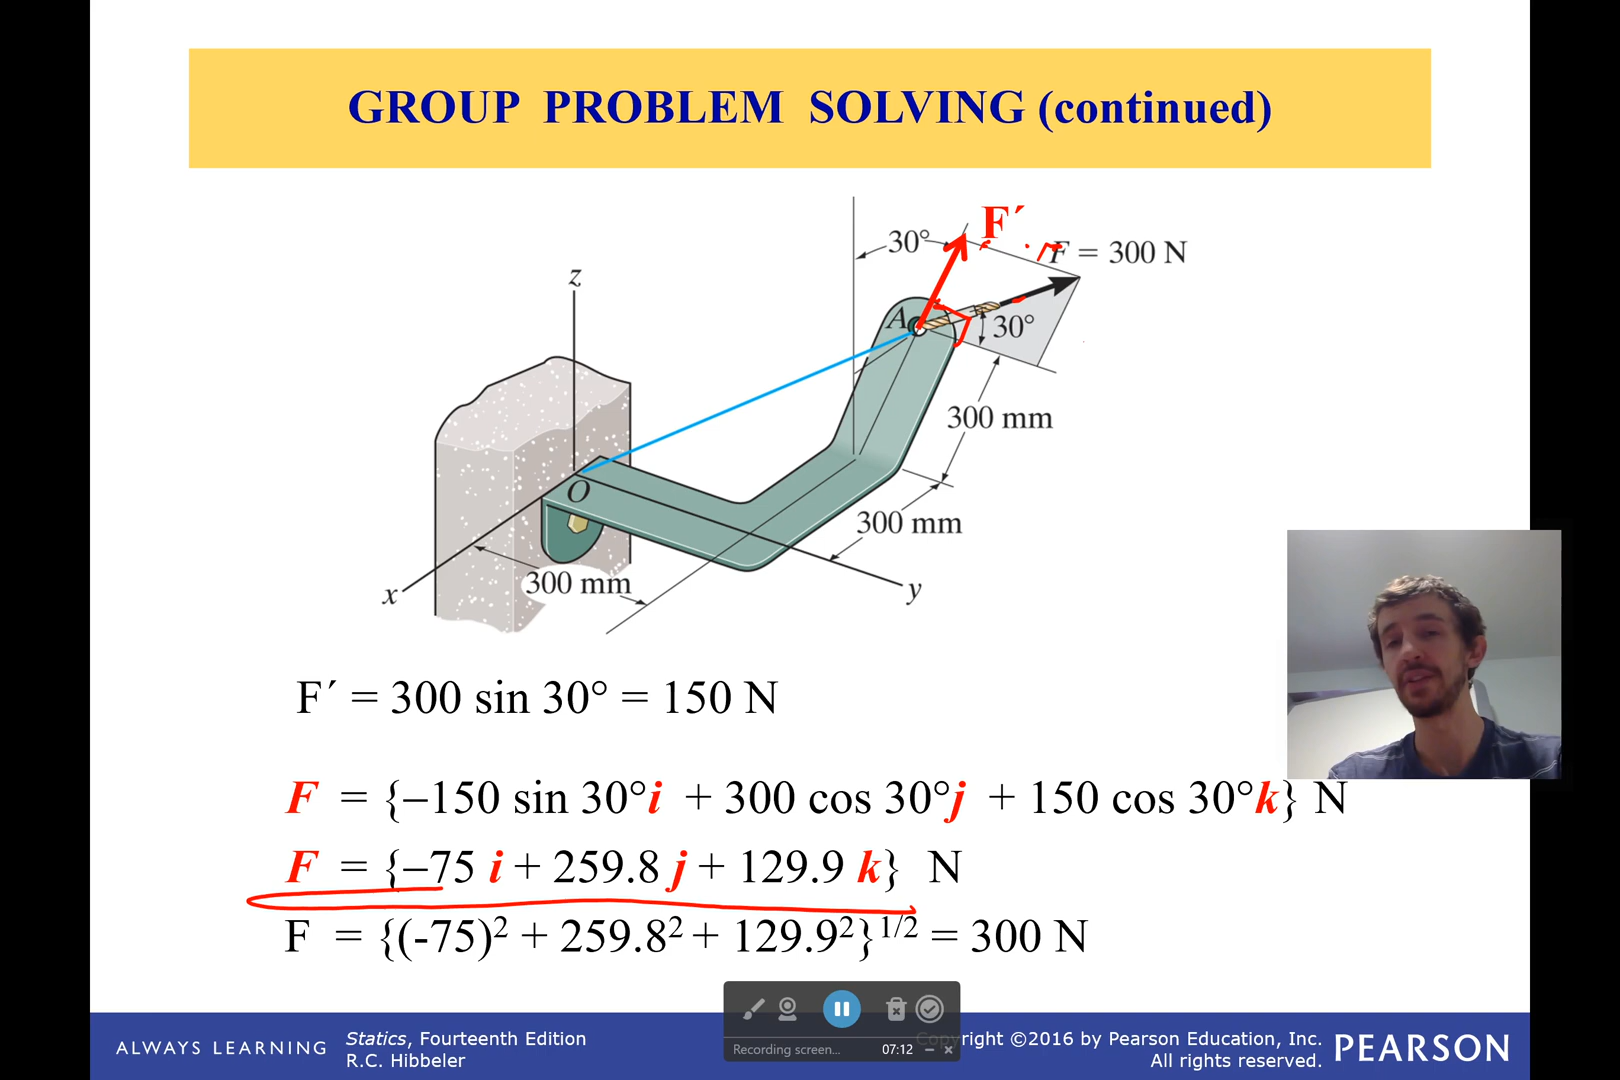 GROUP PROBLEM SOLVING (continued)
F´
30°
F = 300 N
z
A
30°
300 mm
O
300 mm
300 mm
x
y
F´ = 300 sin 30° = 150 N
F = {–150 sin 30°i + 300 cos 30°j + 150 cos 30°k} N
F = {–75 i + 259.8 j + 129.9 k} N
F = {(-75)² + 259.8² + 129.9²}¹/² = 300 N
Recording screen... 07:12
ALWAYS LEARNING
Statics, Fourteenth Edition
R.C. Hibbeler
Copyright ©2016 by Pearson Education, Inc.
All rights reserved.
PEARSON